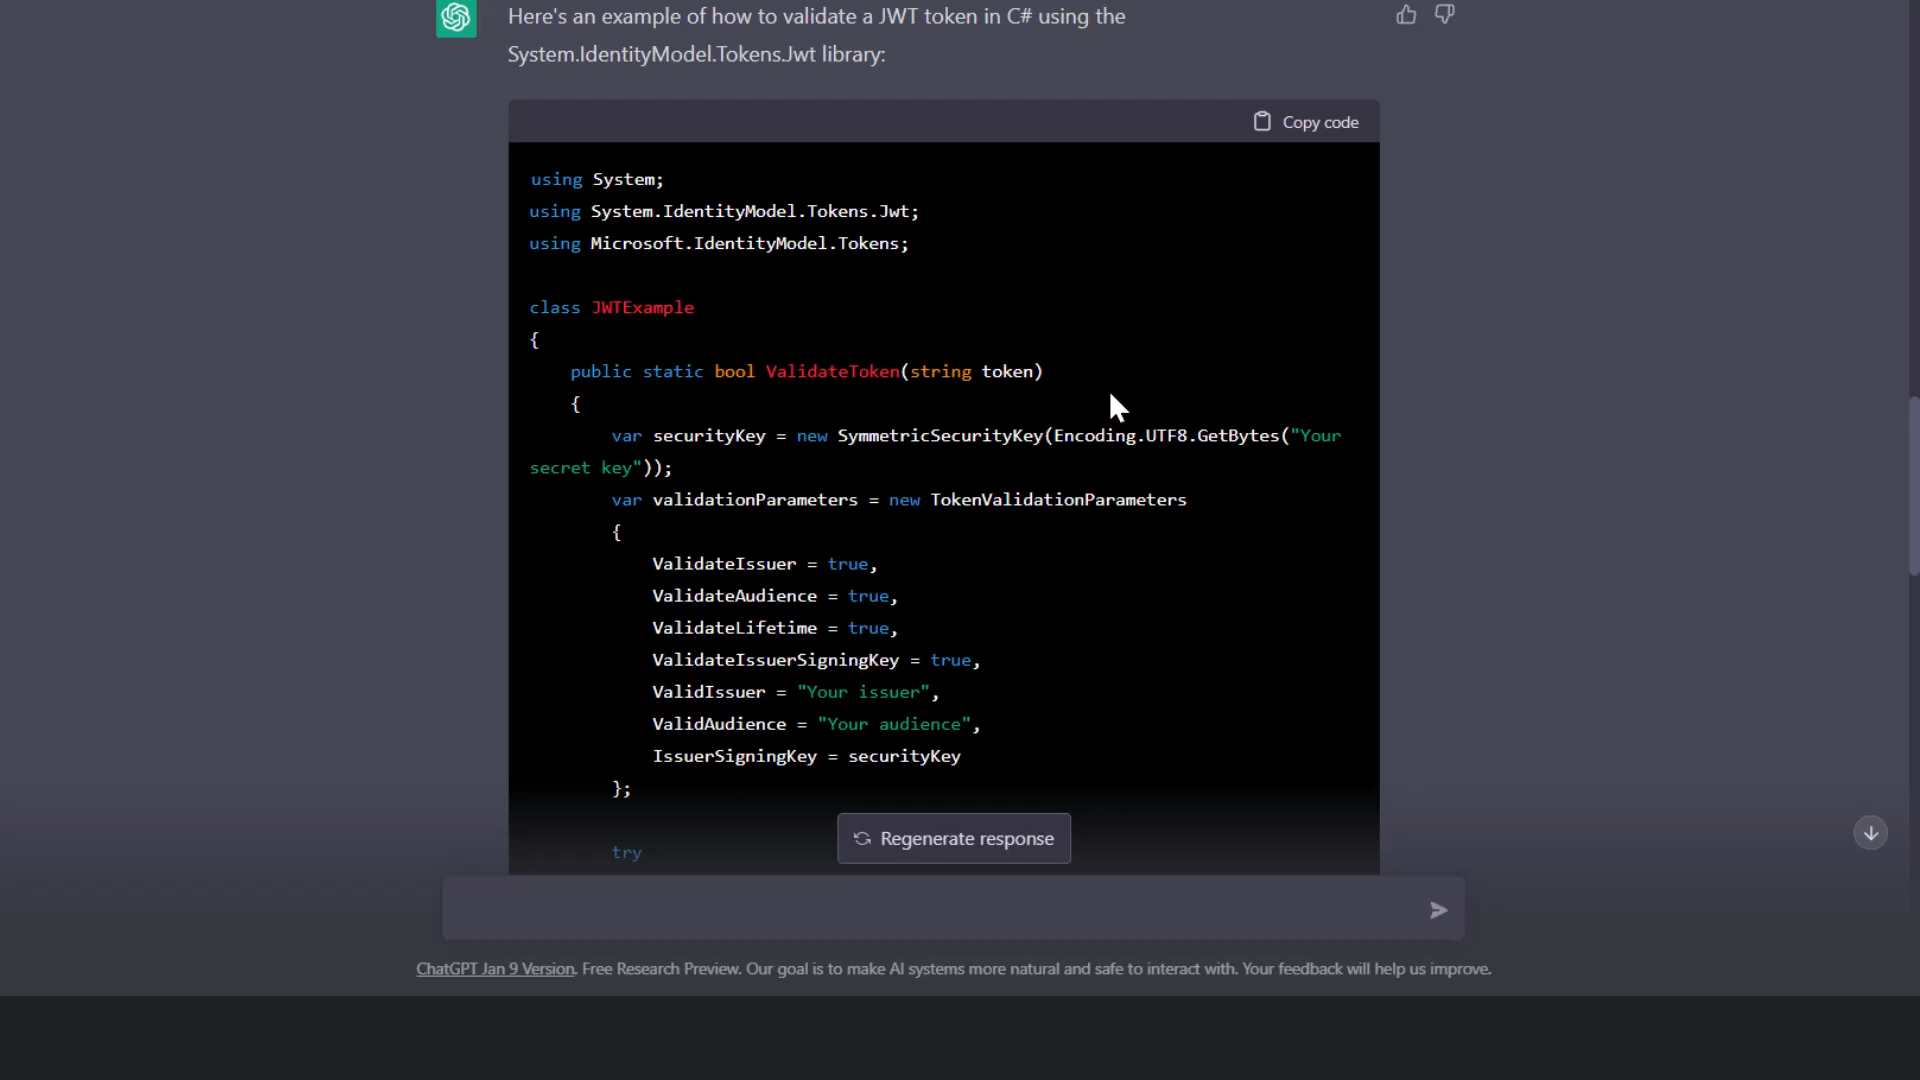 Here's an example of how to validate a JWT token in C# using the
System.IdentityModel.Tokens.Jwt library:
Copy code
using System;
using System.IdentityModel.Tokens.Jwt;
using Microsoft.IdentityModel.Tokens;
class JWTExample
{
public static bool ValidateToken(string token)
{
var securityKey = new SymmetricSecurityKey(Encoding.UTF8.GetBytes("Your
secret key"));
var validationParameters = new TokenValidationParameters
{
ValidateIssuer = true,
ValidateAudience = true,
ValidateLifetime = true,
ValidateIssuerSigningKey = true,
ValidIssuer = "Your issuer",
ValidAudience = "Your audience",
IssuerSigningKey = securityKey
};
try
Regenerate response
ChatGPT Jan 9 Version. Free Research Preview. Our goal is to make AI systems more natural and safe to interact with. Your feedback will help us improve.